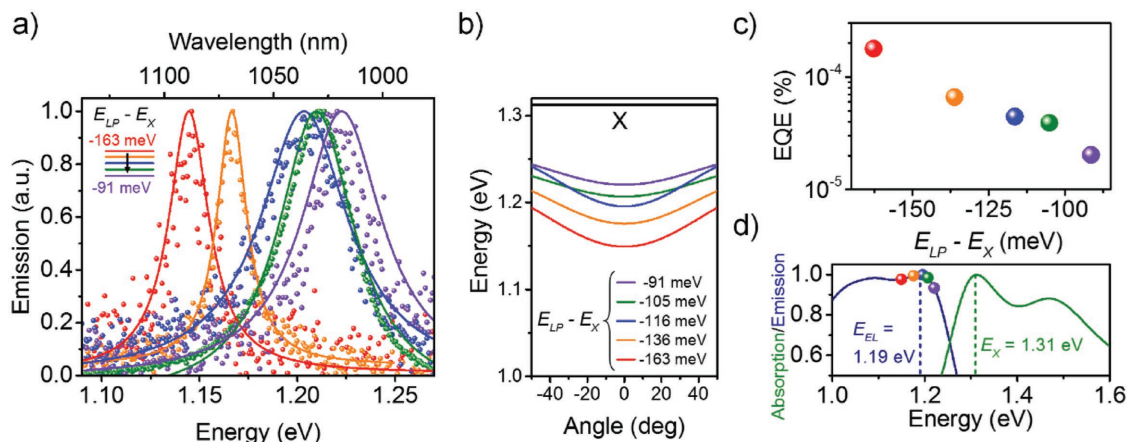 a)
Wavelength (nm)
1100 1050 1000
Emission (a.u.)
1.0
0.8
0.6
0.4
0.2
0.0
E_LP - E_X
-163 meV
-91 meV
1.10 1.15 1.20 1.25
Energy (eV)
b)
Energy (eV)
1.3
1.2
1.1
1.0
X
E_LP - E_X
-91 meV
-105 meV
-116 meV
-136 meV
-163 meV
-40 -20 0 20 40
Angle (deg)
c)
EQE (%)
10^-4
10^-5
-150 -125 -100
E_LP - E_X (meV)
d)
Absorption/Emission
1.0
0.8
0.6
E_EL =
1.19 eV
E_X = 1.31 eV
1.0 1.2 1.4 1.6
Energy (eV)